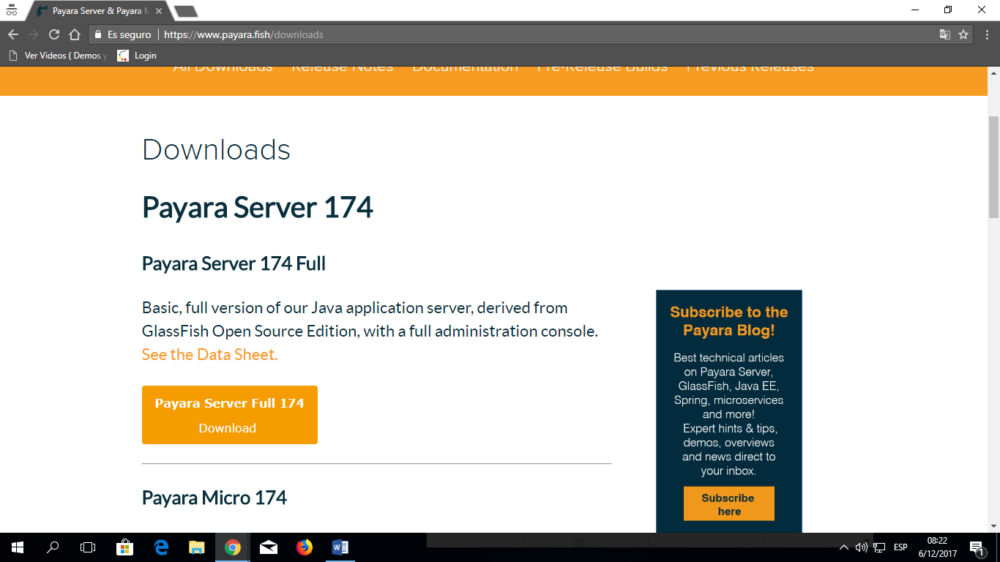 Payara Server & Payara M
Es seguro
https://www.payara.fish/downloads
Ver Videos ( Demos y
Login
All Downloads
Release Notes
Documentation
Pre-Release Builds
Previous Releases
Downloads
Payara Server 174
Payara Server 174 Full
Basic, full version of our Java application server, derived from
GlassFish Open Source Edition, with a full administration console.
See the Data Sheet.
Payara Server Full 174
Download
Payara Micro 174
Subscribe to the
Payara Blog!
Best technical articles
on Payara Server,
GlassFish, Java EE,
Spring, microservices
and more!
Expert hints & tips,
demos, overviews
and news direct to
your inbox.
Subscribe
here
ESP
08:22
6/12/2017
1